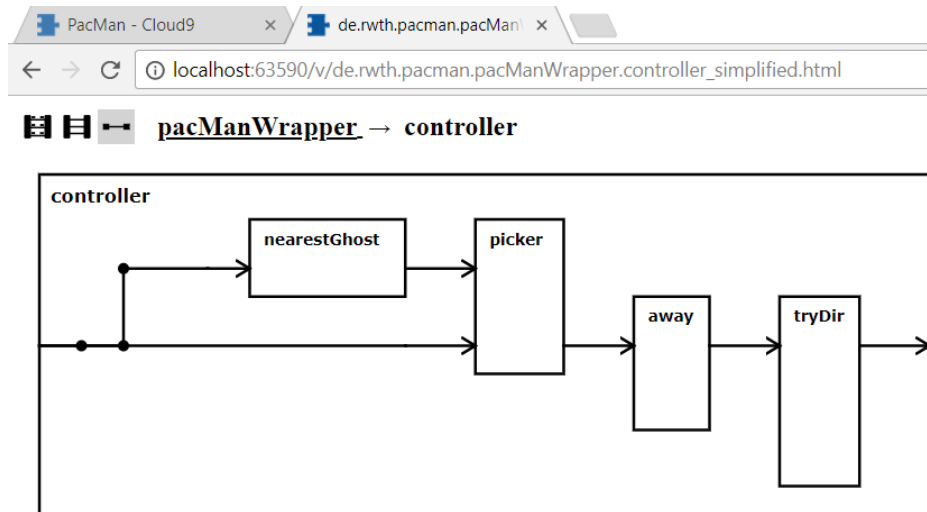 PacMan - Cloud9
de.rwth.pacman.pacMan
localhost:63590/v/de.rwth.pacman.pacManWrapper.controller_simplified.html
pacManWrapper → controller
controller
nearestGhost
picker
away
tryDir